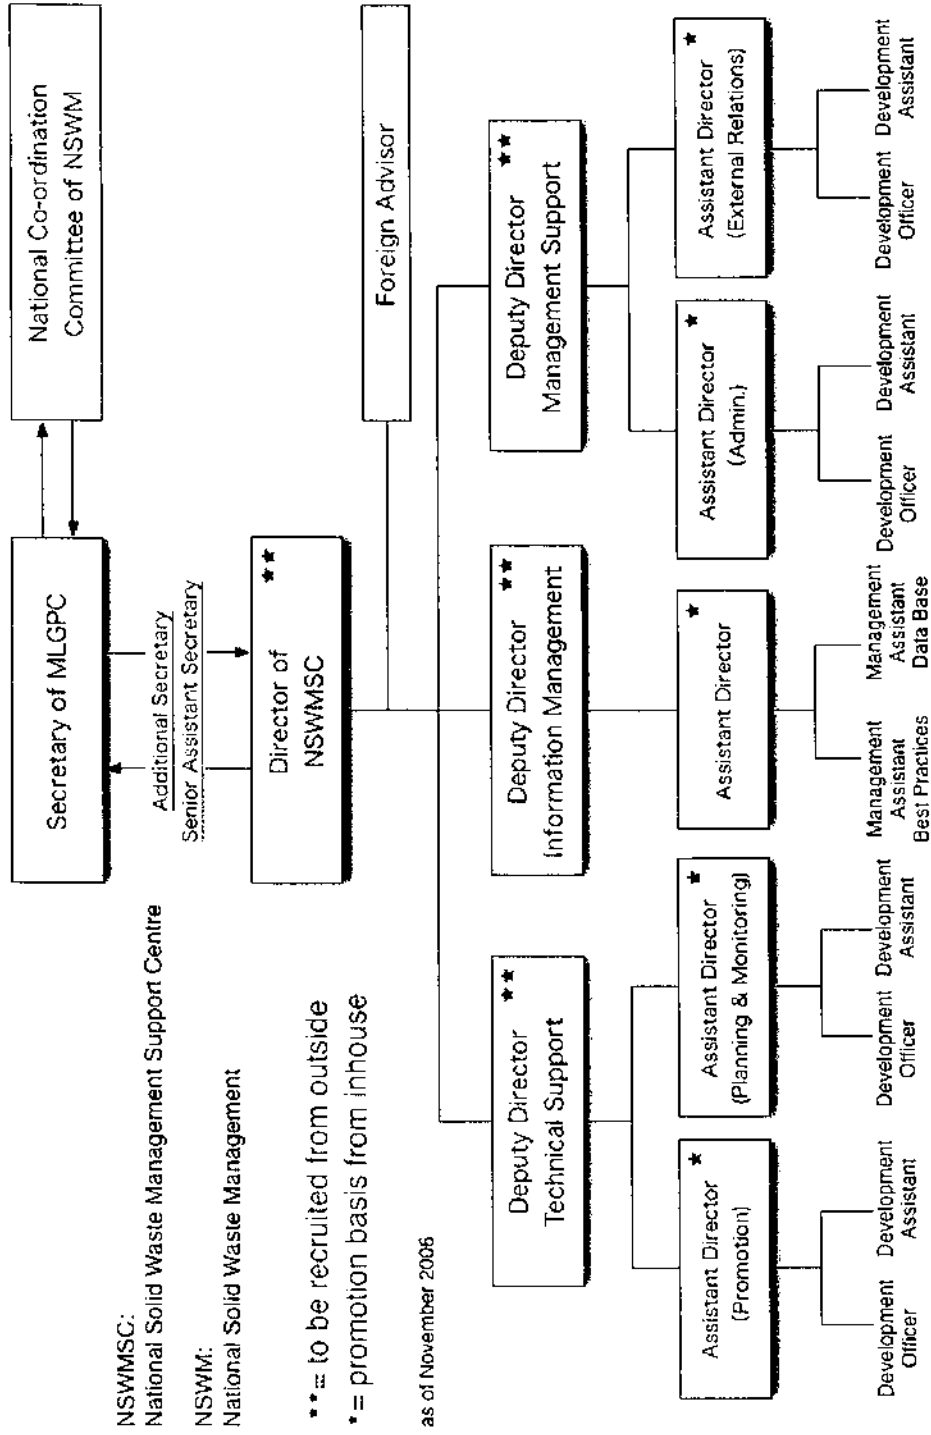 Secretary of MLGPC
National Co-ordination
Committee of NSWM
NSWMSC:
National Solid Waste Management Support Centre
NSWM:
National Solid Waste Management
Additional Secretary
Senior Assistant Secretary
Director of
NSWMSC
★★
**= to be recruited from outside
*= promotion basis from inhouse
Foreign Advisor
as of November 2006
Deputy Director
Technical Support
★★
Deputy Director
Information Management
★★
Deputy Director
Management Support
★★
Assistant Director
(Promotion)
★
Assistant Director
(Planning & Monitoring)
★
Assistant Director
★
Assistant Director
(Admin.)
★
Assistant Director
(External Relations)
★
Development
Officer
Development
Assistant
Development
Officer
Development
Assistant
Management
Assistant
Best Practices
Management
Assistant
Data Base
Development
Officer
Development
Assistant
Development
Officer
Development
Assistant